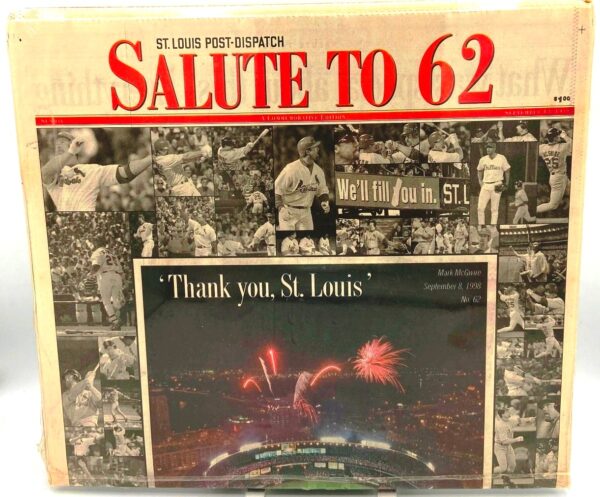 ST. LOUIS POST-DISPATCH
SALUTE TO 62
$1.00
SUNDAY
A COMMEMORATIVE EDITION
We'll fill you in. ST. L
'Thank you, St. Louis'
Mark McGwire
September 8, 1998
No. 62